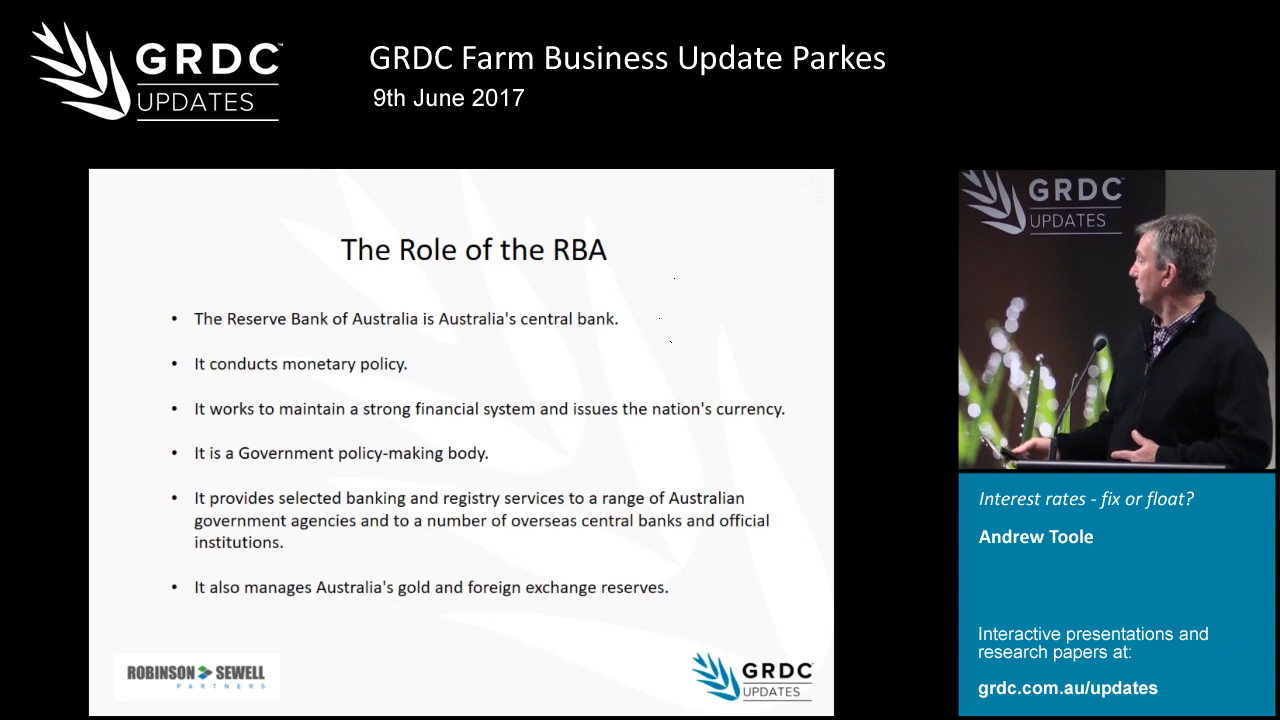 GRDC™
UPDATES
GRDC Farm Business Update Parkes
9th June 2017
The Role of the RBA
• The Reserve Bank of Australia is Australia's central bank.
• It conducts monetary policy.
• It works to maintain a strong financial system and issues the nation's currency.
• It is a Government policy-making body.
• It provides selected banking and registry services to a range of Australian
government agencies and to a number of overseas central banks and official
institutions.
• It also manages Australia's gold and foreign exchange reserves.
ROBINSON SEWELL
PARTNERS
GRDC™
UPDATES
GRDC™
UPDATES
Interest rates - fix or float?
Andrew Toole
Interactive presentations and
research papers at:
grdc.com.au/updates